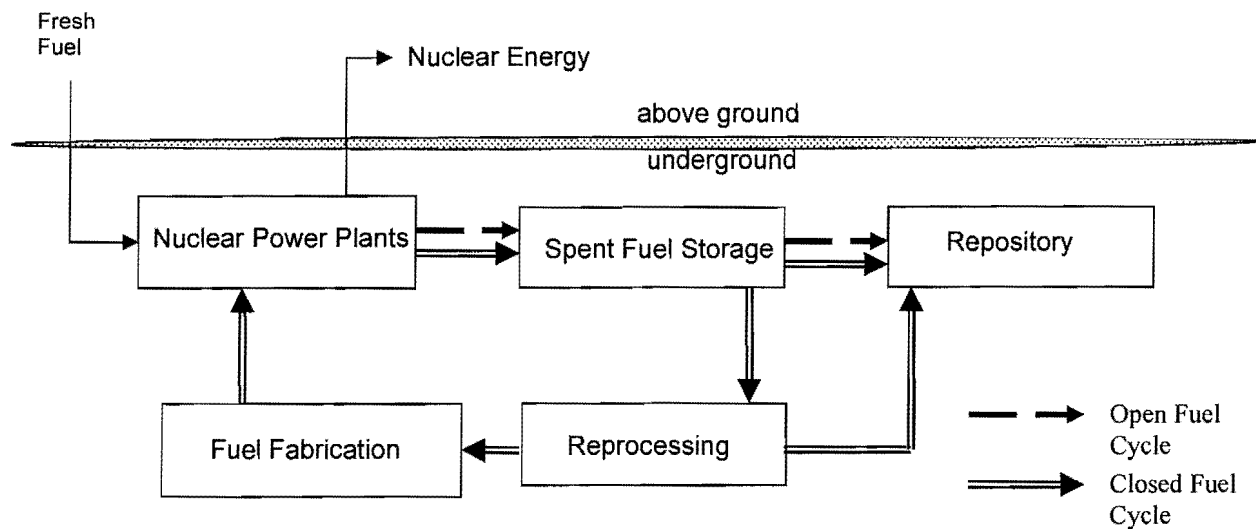 Fresh
Fuel
Nuclear Energy
above ground
underground
Nuclear Power Plants
Spent Fuel Storage
Repository
Fuel Fabrication
Reprocessing
Open Fuel
Cycle
Closed Fuel
Cycle